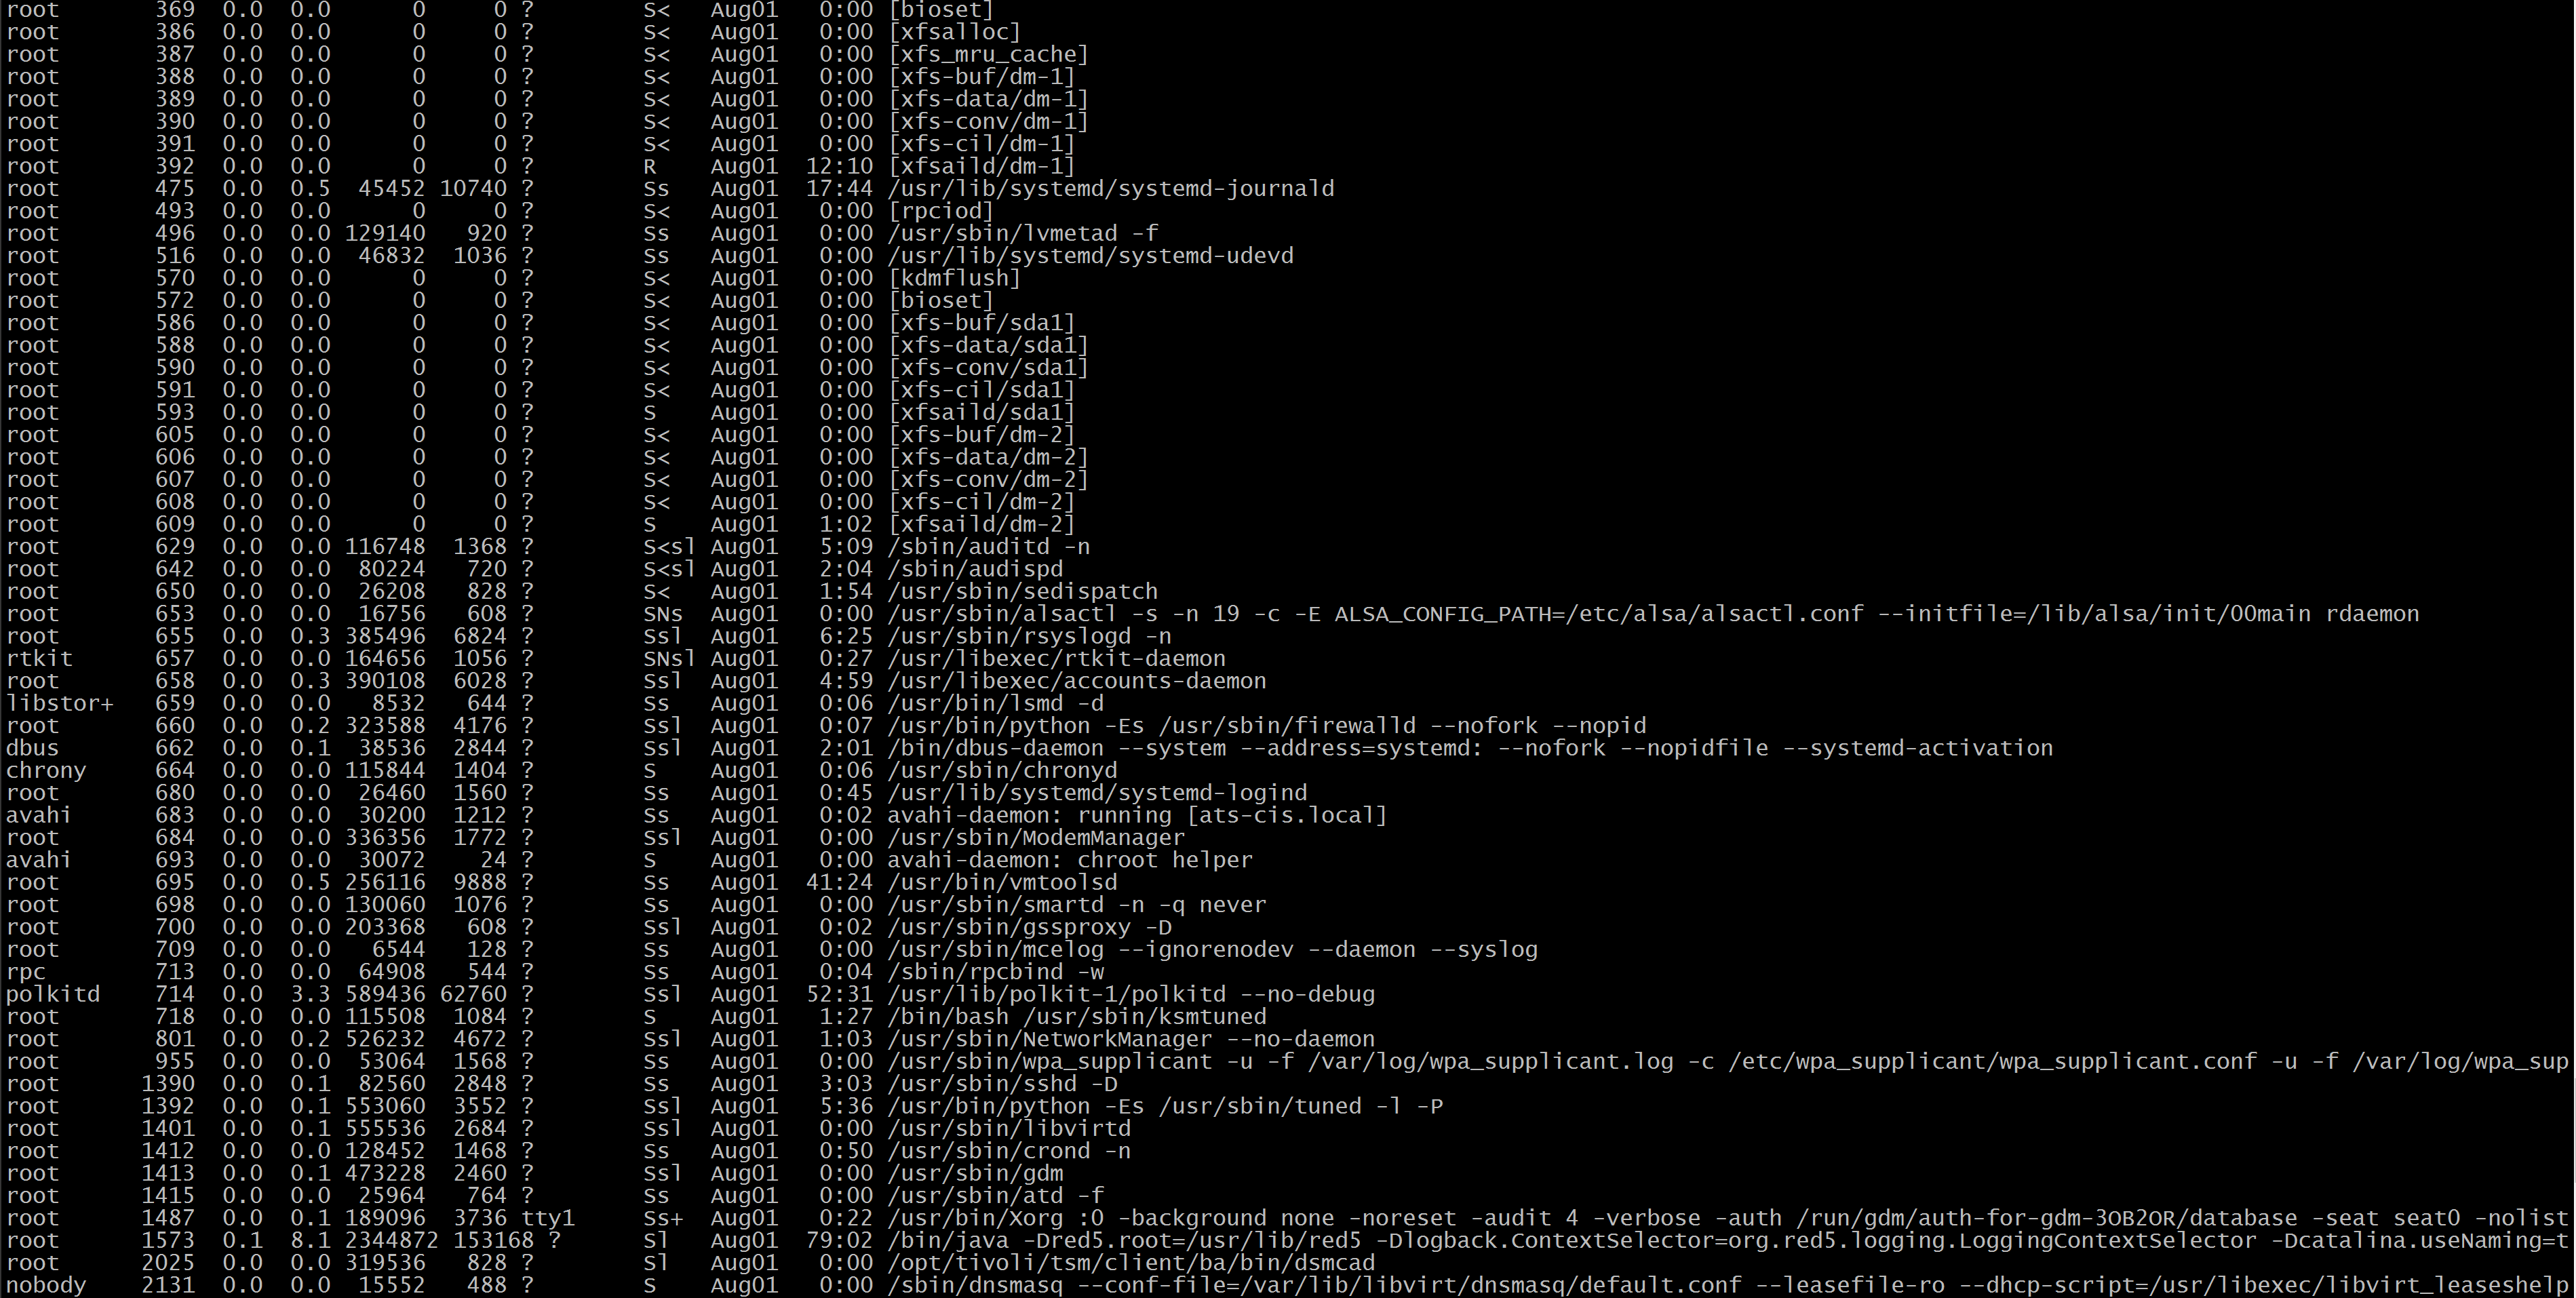 root       369  0.0  0.0      0     0 ?        S<   Aug01   0:00 [bioset]
root       386  0.0  0.0      0     0 ?        S<   Aug01   0:00 [xfsalloc]
root       387  0.0  0.0      0     0 ?        S<   Aug01   0:00 [xfs_mru_cache]
root       388  0.0  0.0      0     0 ?        S<   Aug01   0:00 [xfs-buf/dm-1]
root       389  0.0  0.0      0     0 ?        S<   Aug01   0:00 [xfs-data/dm-1]
root       390  0.0  0.0      0     0 ?        S<   Aug01   0:00 [xfs-conv/dm-1]
root       391  0.0  0.0      0     0 ?        S<   Aug01   0:00 [xfs-cil/dm-1]
root       392  0.0  0.0      0     0 ?        R    Aug01  12:10 [xfsaild/dm-1]
root       475  0.0  0.5  45452 10740 ?        Ss   Aug01  17:44 /usr/lib/systemd/systemd-journald
root       493  0.0  0.0      0     0 ?        S<   Aug01   0:00 [rpciod]
root       496  0.0  0.0 129140   920 ?        Ss   Aug01   0:00 /usr/sbin/lvmetad -f
root       516  0.0  0.0  46832  1036 ?        Ss   Aug01   0:00 /usr/lib/systemd/systemd-udevd
root       570  0.0  0.0      0     0 ?        S<   Aug01   0:00 [kdmflush]
root       572  0.0  0.0      0     0 ?        S<   Aug01   0:00 [bioset]
root       586  0.0  0.0      0     0 ?        S<   Aug01   0:00 [xfs-buf/sda1]
root       588  0.0  0.0      0     0 ?        S<   Aug01   0:00 [xfs-data/sda1]
root       590  0.0  0.0      0     0 ?        S<   Aug01   0:00 [xfs-conv/sda1]
root       591  0.0  0.0      0     0 ?        S<   Aug01   0:00 [xfs-cil/sda1]
root       593  0.0  0.0      0     0 ?        S    Aug01   0:00 [xfsaild/sda1]
root       605  0.0  0.0      0     0 ?        S<   Aug01   0:00 [xfs-buf/dm-2]
root       606  0.0  0.0      0     0 ?        S<   Aug01   0:00 [xfs-data/dm-2]
root       607  0.0  0.0      0     0 ?        S<   Aug01   0:00 [xfs-conv/dm-2]
root       608  0.0  0.0      0     0 ?        S<   Aug01   0:00 [xfs-cil/dm-2]
root       609  0.0  0.0      0     0 ?        S    Aug01   1:02 [xfsaild/dm-2]
root       629  0.0  0.0 116748  1368 ?        S<sl Aug01   5:09 /sbin/auditd -n
root       642  0.0  0.0  80224   720 ?        S<sl Aug01   2:04 /sbin/audispd
root       650  0.0  0.0  26208   828 ?        S<   Aug01   1:54 /usr/sbin/sedispatch
root       653  0.0  0.0  16756   608 ?        SNs  Aug01   0:00 /usr/sbin/alsactl -s -n 19 -c -E ALSA_CONFIG_PATH=/etc/alsa/alsactl.conf --initfile=/lib/alsa/init/00main rdaemon
root       655  0.0  0.3 385496  6824 ?        Ssl  Aug01   6:25 /usr/sbin/rsyslogd -n
rtkit      657  0.0  0.0 164656  1056 ?        SNsl Aug01   0:27 /usr/libexec/rtkit-daemon
root       658  0.0  0.3 390108  6028 ?        Ssl  Aug01   4:59 /usr/libexec/accounts-daemon
libstor+   659  0.0  0.0   8532   644 ?        Ss   Aug01   0:06 /usr/bin/lsmd -d
root       660  0.0  0.2 323588  4176 ?        Ssl  Aug01   0:07 /usr/bin/python -Es /usr/sbin/firewalld --nofork --nopid
dbus       662  0.0  0.1  38536  2844 ?        Ssl  Aug01   2:01 /bin/dbus-daemon --system --address=systemd: --nofork --nopidfile --systemd-activation
chrony     664  0.0  0.0 115844  1404 ?        S    Aug01   0:06 /usr/sbin/chronyd
root       680  0.0  0.0  26460  1560 ?        Ss   Aug01   0:45 /usr/lib/systemd/systemd-logind
avahi      683  0.0  0.0  30200  1212 ?        Ss   Aug01   0:02 avahi-daemon: running [ats-cis.local]
root       684  0.0  0.0 336356  1772 ?        Ssl  Aug01   0:00 /usr/sbin/ModemManager
avahi      693  0.0  0.0  30072    24 ?        S    Aug01   0:00 avahi-daemon: chroot helper
root       695  0.0  0.5 256116  9888 ?        Ss   Aug01  41:24 /usr/bin/vmtoolsd
root       698  0.0  0.0 130060  1076 ?        Ss   Aug01   0:00 /usr/sbin/smartd -n -q never
root       700  0.0  0.0 203368   608 ?        Ssl  Aug01   0:02 /usr/sbin/gssproxy -D
root       709  0.0  0.0   6544   128 ?        Ss   Aug01   0:00 /usr/sbin/mcelog --ignorenodev --daemon --syslog
rpc        713  0.0  0.0  64908   544 ?        Ss   Aug01   0:04 /sbin/rpcbind -w
polkitd    714  0.0  3.3 589436 62760 ?        Ssl  Aug01  52:31 /usr/lib/polkit-1/polkitd --no-debug
root       718  0.0  0.0 115508  1084 ?        S    Aug01   1:27 /bin/bash /usr/sbin/ksmtuned
root       801  0.0  0.2 526232  4672 ?        Ssl  Aug01   1:03 /usr/sbin/NetworkManager --no-daemon
root       955  0.0  0.0  53064  1568 ?        Ss   Aug01   0:00 /usr/sbin/wpa_supplicant -u -f /var/log/wpa_supplicant.log -c /etc/wpa_supplicant/wpa_supplicant.conf -u -f /var/log/wpa_sup
root      1390  0.0  0.1  82560  2848 ?        Ss   Aug01   3:03 /usr/sbin/sshd -D
root      1392  0.0  0.1 553060  3552 ?        Ssl  Aug01   5:36 /usr/bin/python -Es /usr/sbin/tuned -l -P
root      1401  0.0  0.1 555536  2684 ?        Ssl  Aug01   0:00 /usr/sbin/libvirtd
root      1412  0.0  0.0 128452  1468 ?        Ss   Aug01   0:50 /usr/sbin/crond -n
root      1413  0.0  0.1 473228  2460 ?        Ssl  Aug01   0:00 /usr/sbin/gdm
root      1415  0.0  0.0  25964   764 ?        Ss   Aug01   0:00 /usr/sbin/atd -f
root      1487  0.0  0.1 189096  3736 tty1     Ss+  Aug01   0:22 /usr/bin/Xorg :0 -background none -noreset -audit 4 -verbose -auth /run/gdm/auth-for-gdm-3OB2OR/database -seat seat0 -nolist
root      1573  0.1  8.1 2344872 153168 ?      Sl   Aug01  79:02 /bin/java -Dred5.root=/usr/lib/red5 -Dlogback.ContextSelector=org.red5.logging.LoggingContextSelector -Dcatalina.useNaming=t
root      2025  0.0  0.0 319536   828 ?        Sl   Aug01   0:00 /opt/tivoli/tsm/client/ba/bin/dsmcad
nobody    2131  0.0  0.0  15552   488 ?        S    Aug01   0:00 /sbin/dnsmasq --conf-file=/var/lib/libvirt/dnsmasq/default.conf --leasefile-ro --dhcp-script=/usr/libexec/libvirt_leaseshelp